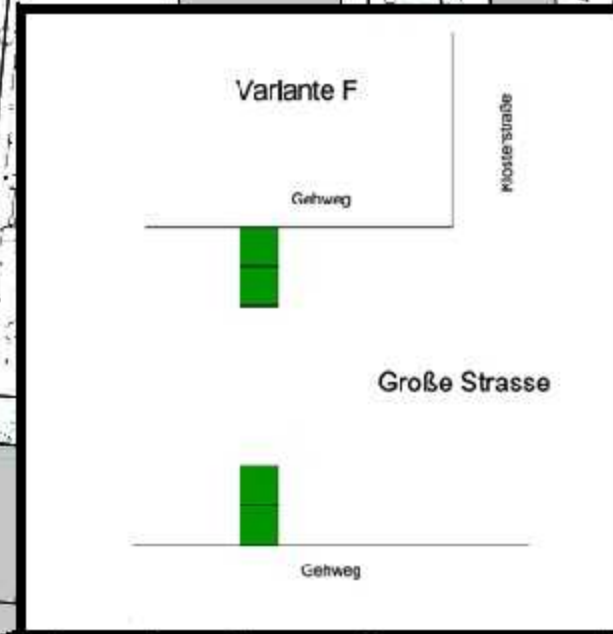 Variante F
Klosterstraße
Gehweg
Große Strasse
Gehweg